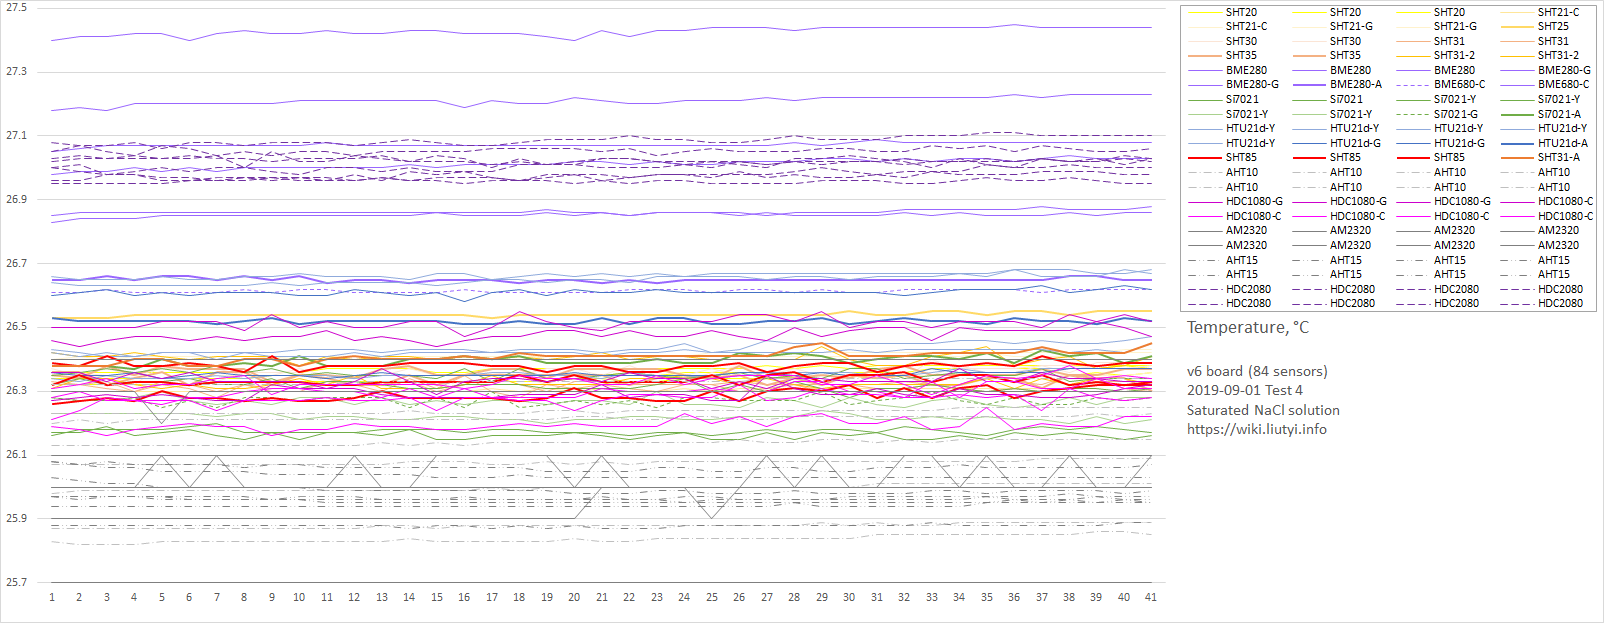 27.5
27.3
27.1
26.9
26.7
26.5
26.3
26.1
25.9
25.7
1 2 3 4 5 6 7 8 9 10 11 12 13 14 15 16 17 18 19 20 21 22 23 24 25 26 27 28 29 30 31 32 33 34 35 36 37 38 39 40 41
SHT20 SHT20 SHT20 SHT21-C
SHT21-C SHT21-G SHT21-G SHT25
SHT30 SHT30 SHT31 SHT31
SHT35 SHT35 SHT31-2 SHT31-2
BME280 BME280 BME280 BME280-G
BME280-G BME280-A BME680-C BME680-C
Si7021 Si7021 Si7021-Y Si7021-Y
Si7021-Y Si7021-Y Si7021-G Si7021-A
HTU21d-Y HTU21d-Y HTU21d-Y HTU21d-Y
HTU21d-Y HTU21d-G HTU21d-G HTU21d-A
SHT85 SHT85 SHT85 SHT31-A
AHT10 AHT10 AHT10 AHT10
AHT10 AHT10 AHT10 AHT10
HDC1080-G HDC1080-G HDC1080-G HDC1080-C
HDC1080-C HDC1080-C HDC1080-C HDC1080-C
AM2320 AM2320 AM2320 AM2320
AM2320 AM2320 AM2320 AM2320
AHT15 AHT15 AHT15 AHT15
AHT15 AHT15 AHT15 AHT15
HDC2080 HDC2080 HDC2080 HDC2080
HDC2080 HDC2080 HDC2080 HDC2080
Temperature, °C
v6 board (84 sensors)
2019-09-01 Test 4
Saturated NaCl solution
https://wiki.liutyi.info